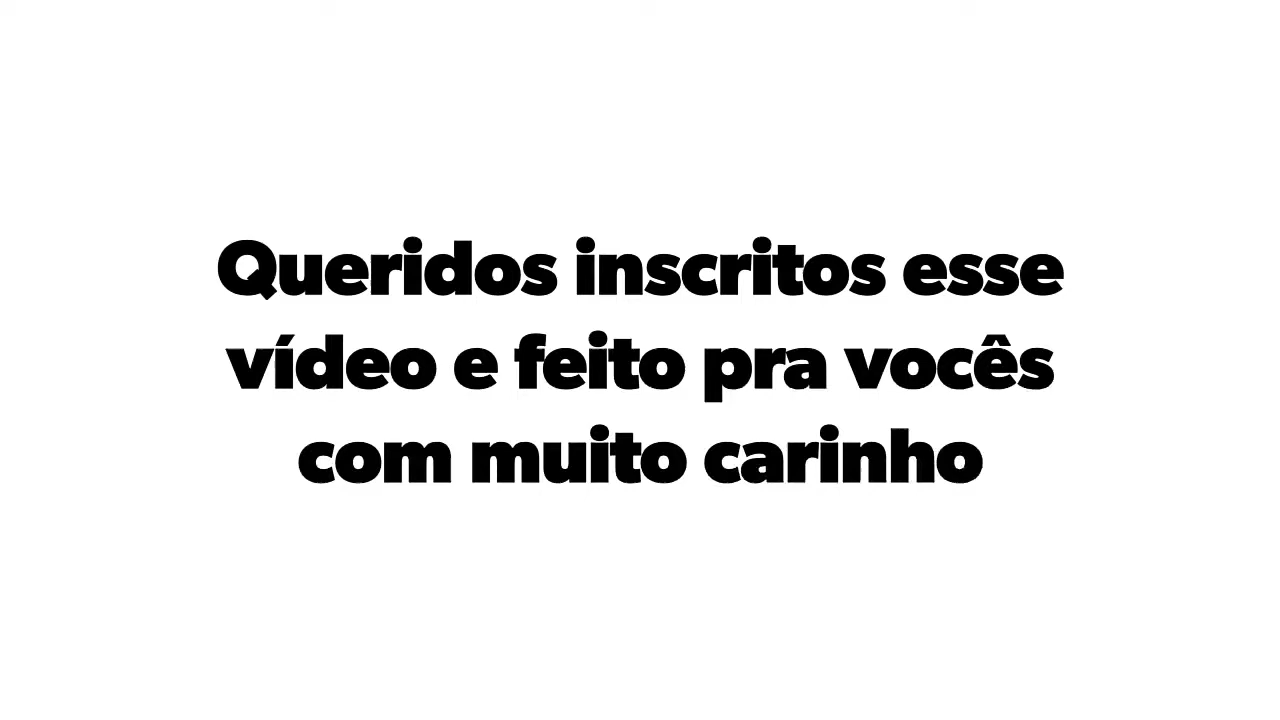 Queridos inscritos esse
vídeo e feito pra vocês
com muito carinho